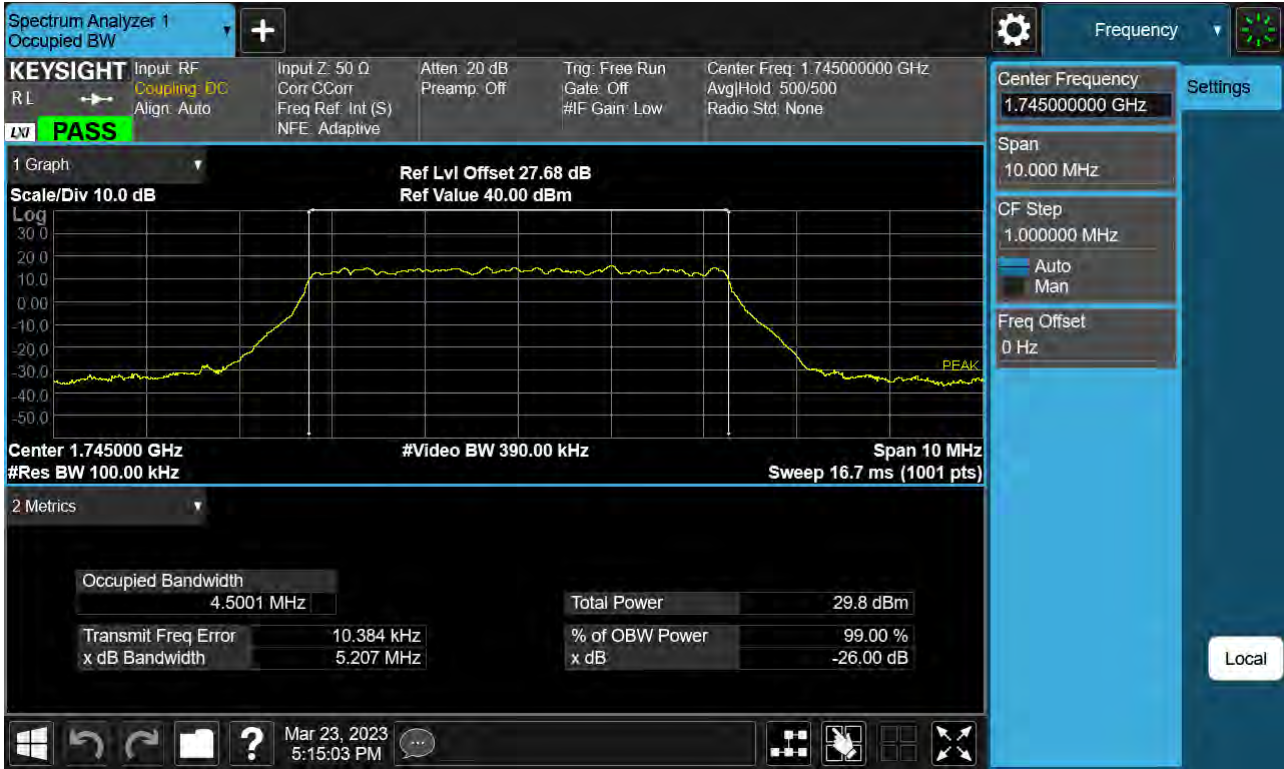 Spectrum Analyzer 1
Occupied BW
Frequency
KEYSIGHT
R L
LXI PASS
Input: RF
Coupling: DC
Align: Auto
Input Z: 50 Ω
Corr CCorr
Freq Ref: Int (S)
NFE: Adaptive
Atten: 20 dB
Preamp: Off
Trig: Free Run
Gate: Off
#IF Gain: Low
Center Freq: 1.745000000 GHz
Avg|Hold: 500/500
Radio Std: None
1 Graph
Scale/Div 10.0 dB
Ref Lvl Offset 27.68 dB
Ref Value 40.00 dBm
Log
30.0
20.0
10.0
0.00
-10.0
-20.0
-30.0
-40.0
-50.0
PEAK
Center 1.745000 GHz
#Video BW 390.00 kHz
Span 10 MHz
#Res BW 100.00 kHz
Sweep 16.7 ms (1001 pts)
2 Metrics
Occupied Bandwidth
4.5001 MHz
Total Power 29.8 dBm
Transmit Freq Error 10.384 kHz
% of OBW Power 99.00 %
x dB Bandwidth 5.207 MHz
x dB -26.00 dB
Center Frequency
1.745000000 GHz
Settings
Span
10.000 MHz
CF Step
1.000000 MHz
Auto
Man
Freq Offset
0 Hz
Local
?
Mar 23, 2023
5:15:03 PM